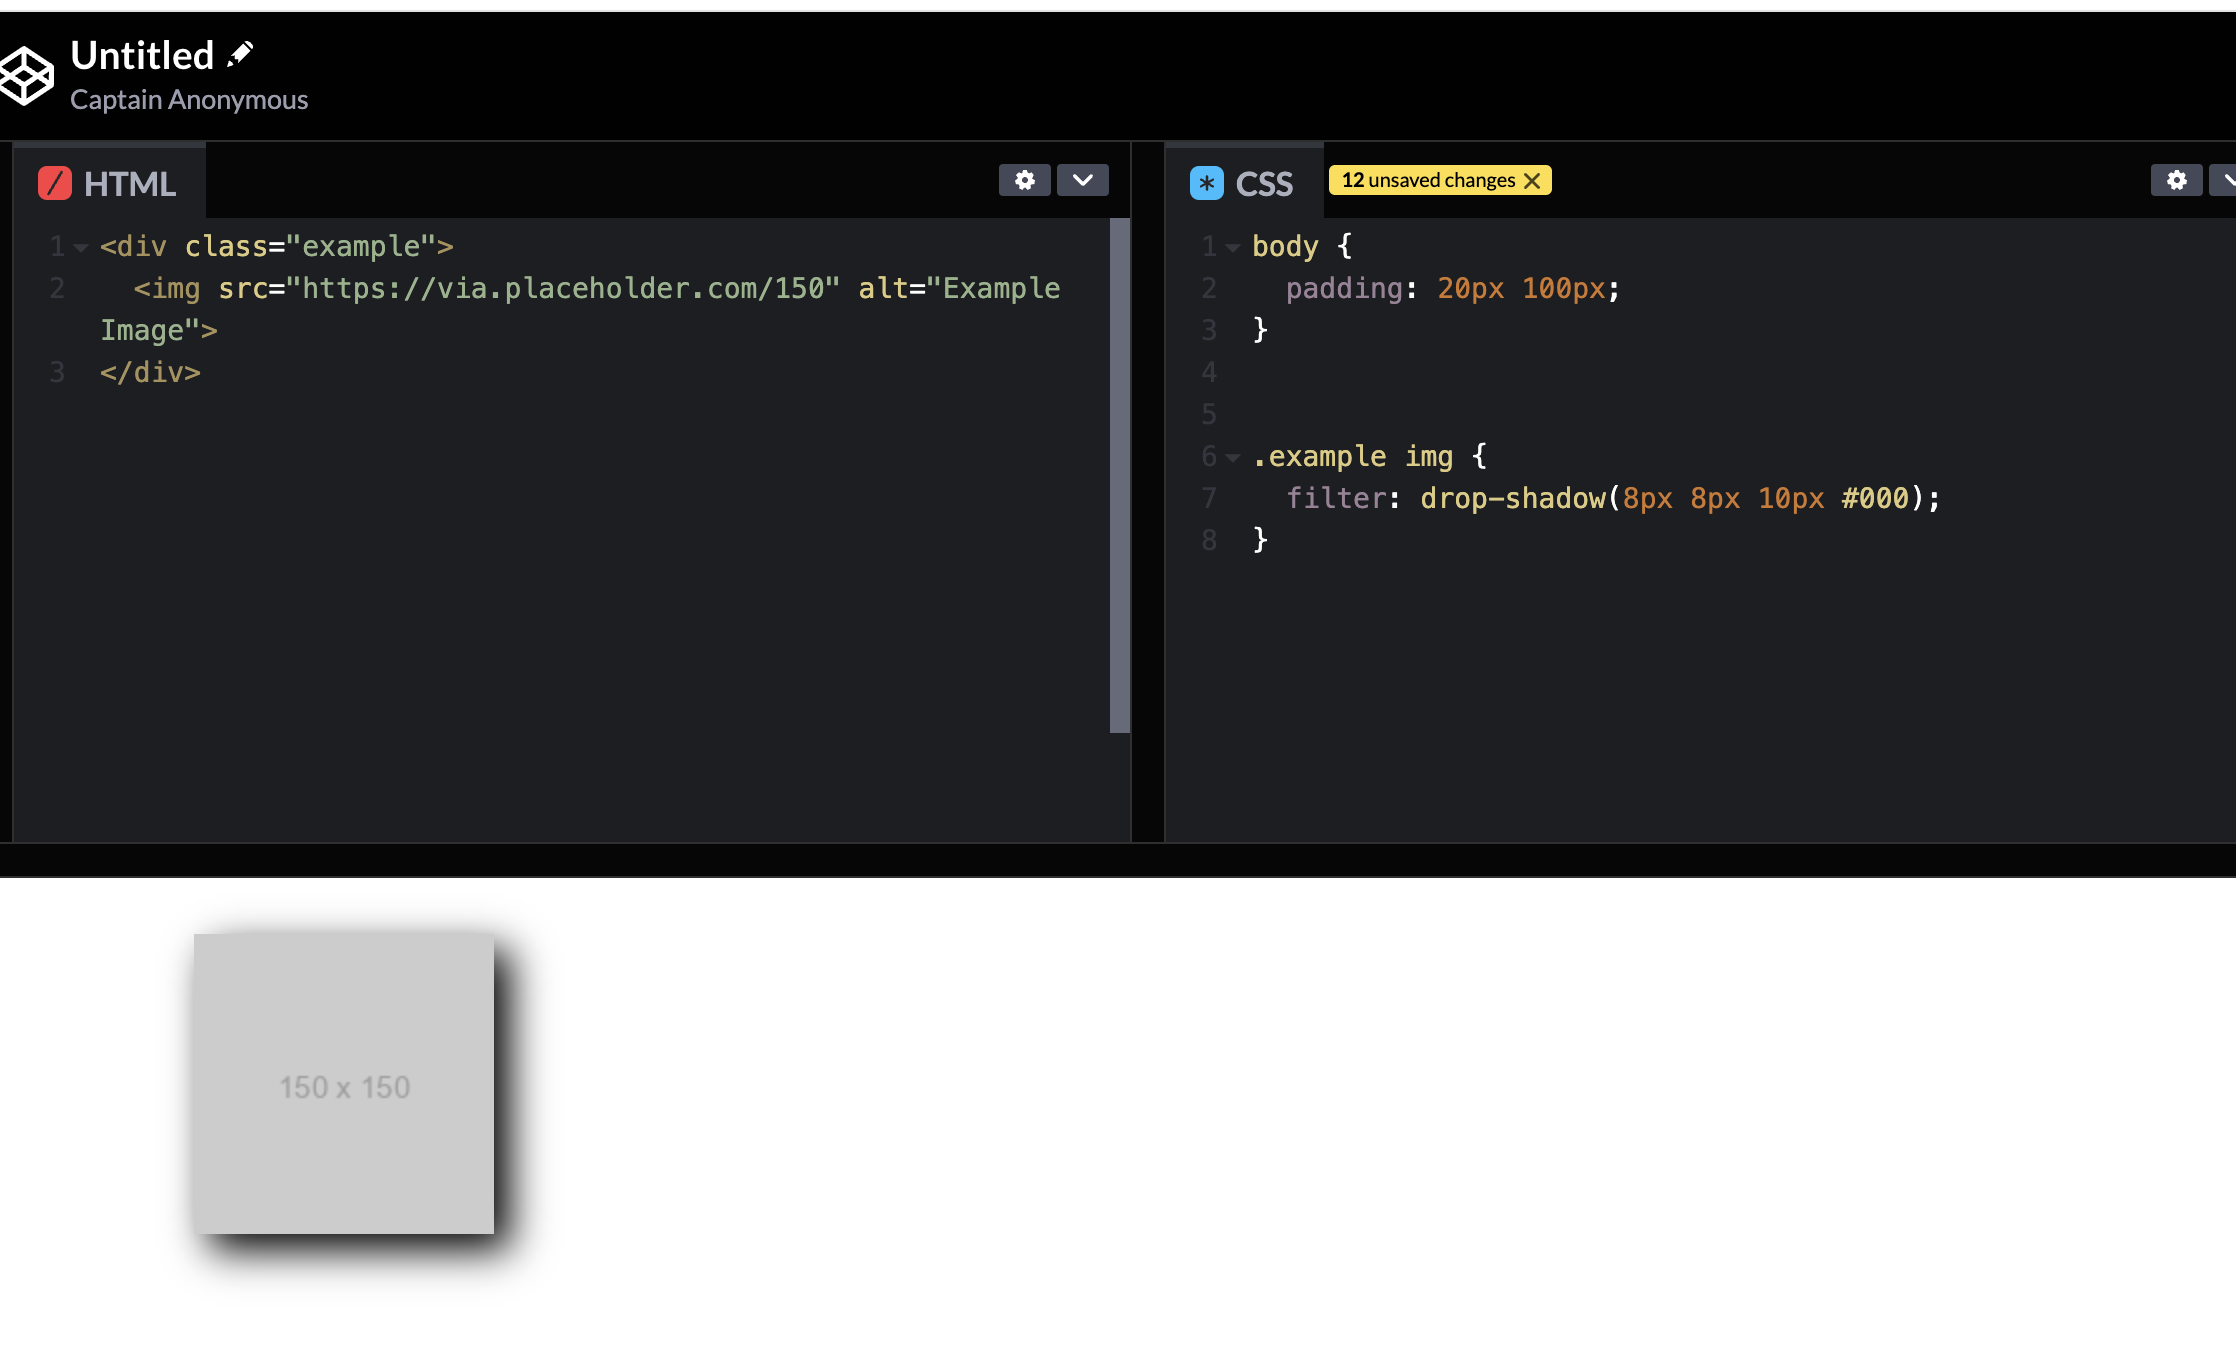 Untitled
Captain Anonymous
HTML
1 <div class="example">
2   <img src="https://via.placeholder.com/150" alt="Example
Image">
3 </div>
CSS
12 unsaved changes
1 body {
2   padding: 20px 100px;
3 }
4
5
6 .example img {
7   filter: drop-shadow(8px 8px 10px #000);
8 }
150 x 150